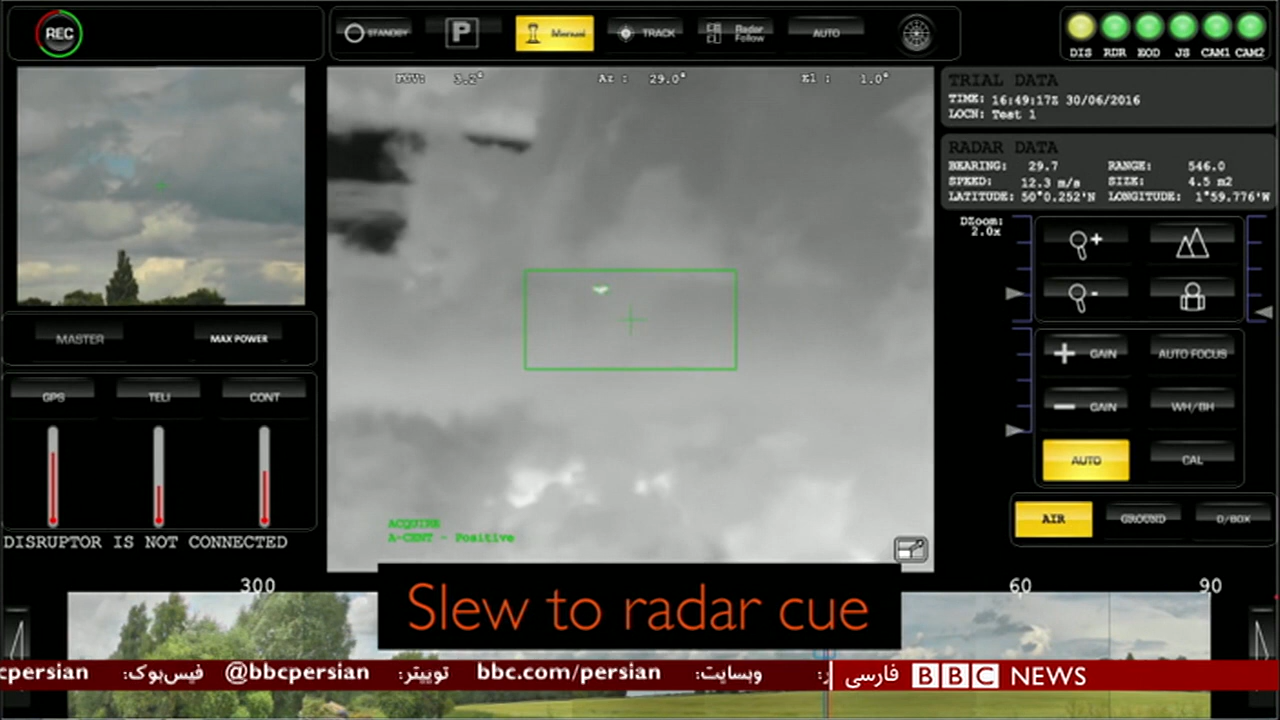 REC
STANDBY
P
Manual
TRACK
Radar
Follow
AUTO
DIS RDR EOD JS CAM1 CAM2
FOV: 3.2° Az : 29.0° El : 1.0°
TRIAL DATA
TIME: 16:49:17Z 30/06/2016
LOCN: Test 1
RADAR DATA
BEARING: 29.7 RANGE: 546.0
SPEED: 12.3 m/s SIZE: 4.5 m2
LATITUDE: 50°0.252'N LONGITUDE: 1°59.776'W
DZoom:
2.0x
+
-
+ GAIN AUTO FOCUS
- GAIN WH/BH
AUTO CAL
AIR GROUND D/BOX
MASTER MAX POWER
GPS TELI CONT
DISRUPTOR IS NOT CONNECTED
ACQUIRE
A-CENT - Positive
300 60 90
Slew to radar cue
BBC NEWS فارسی
وبسایت: bbc.com/persian توییتر: @bbcpersian فیس‌بوک: cpersian